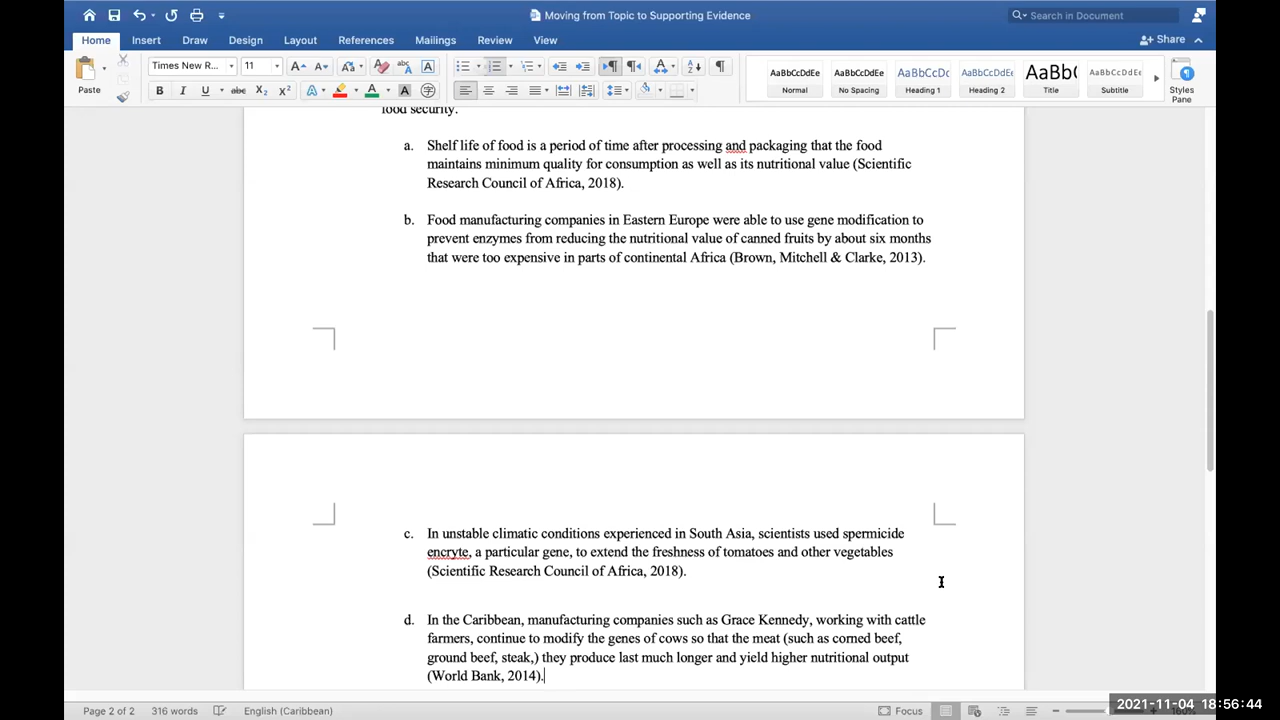 Moving from Topic to Supporting Evidence
Search in Document
Home Insert Draw Design Layout References Mailings Review View
Share
Paste
Times New R... 11
AaBbCcDdEe AaBbCcDdEe AaBbCcDc AaBbCcDdEe AaBb( AaBbCcDdEe
Normal No Spacing Heading 1 Heading 2 Title Subtitle
Styles
Pane
food security.
a. Shelf life of food is a period of time after processing and packaging that the food
maintains minimum quality for consumption as well as its nutritional value (Scientific
Research Council of Africa, 2018).
b. Food manufacturing companies in Eastern Europe were able to use gene modification to
prevent enzymes from reducing the nutritional value of canned fruits by about six months
that were too expensive in parts of continental Africa (Brown, Mitchell & Clarke, 2013).
c. In unstable climatic conditions experienced in South Asia, scientists used spermicide
encryte, a particular gene, to extend the freshness of tomatoes and other vegetables
(Scientific Research Council of Africa, 2018).
d. In the Caribbean, manufacturing companies such as Grace Kennedy, working with cattle
farmers, continue to modify the genes of cows so that the meat (such as corned beef,
ground beef, steak,) they produce last much longer and yield higher nutritional output
(World Bank, 2014).
Page 2 of 2 316 words English (Caribbean) Focus
2021-11-04 18:56:44